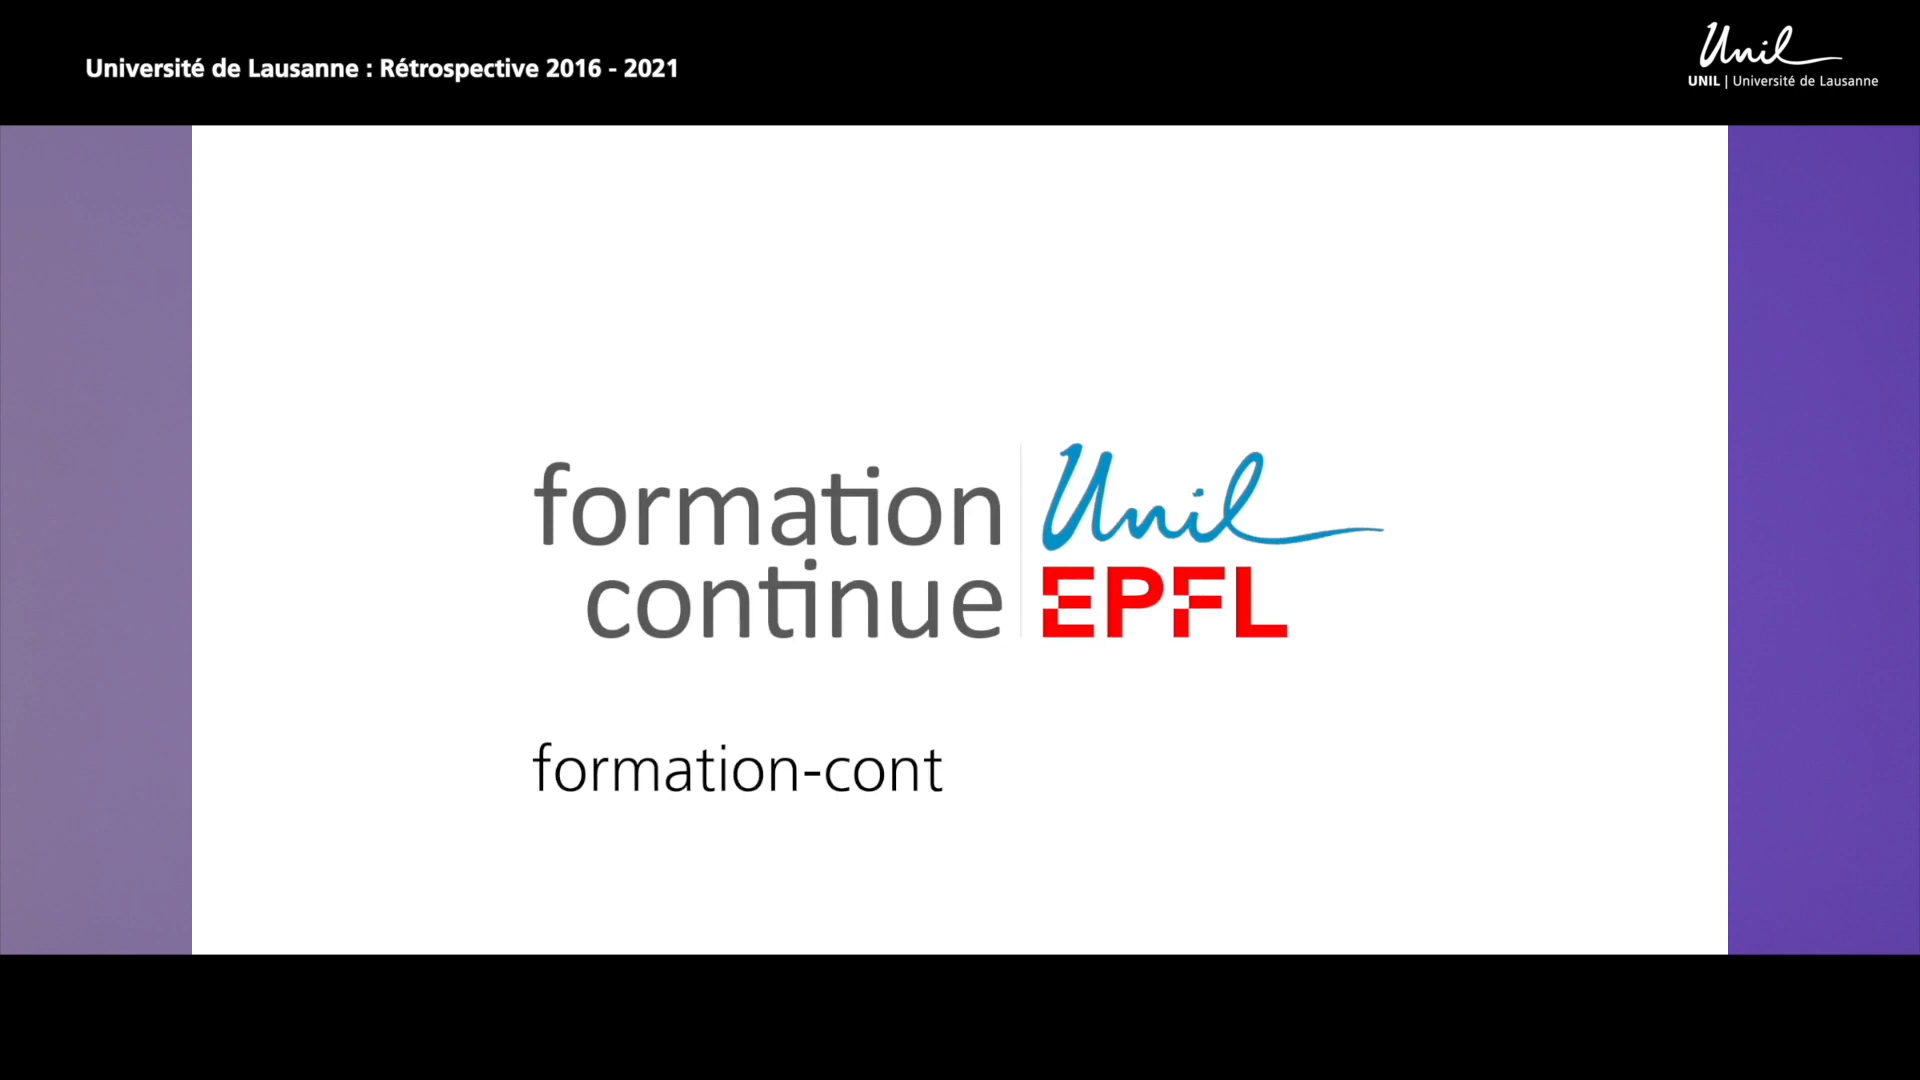 Université de Lausanne : Rétrospective 2016 - 2021
Unil
UNIL | Université de Lausanne
formation
continue
Unil
EPFL
formation-cont